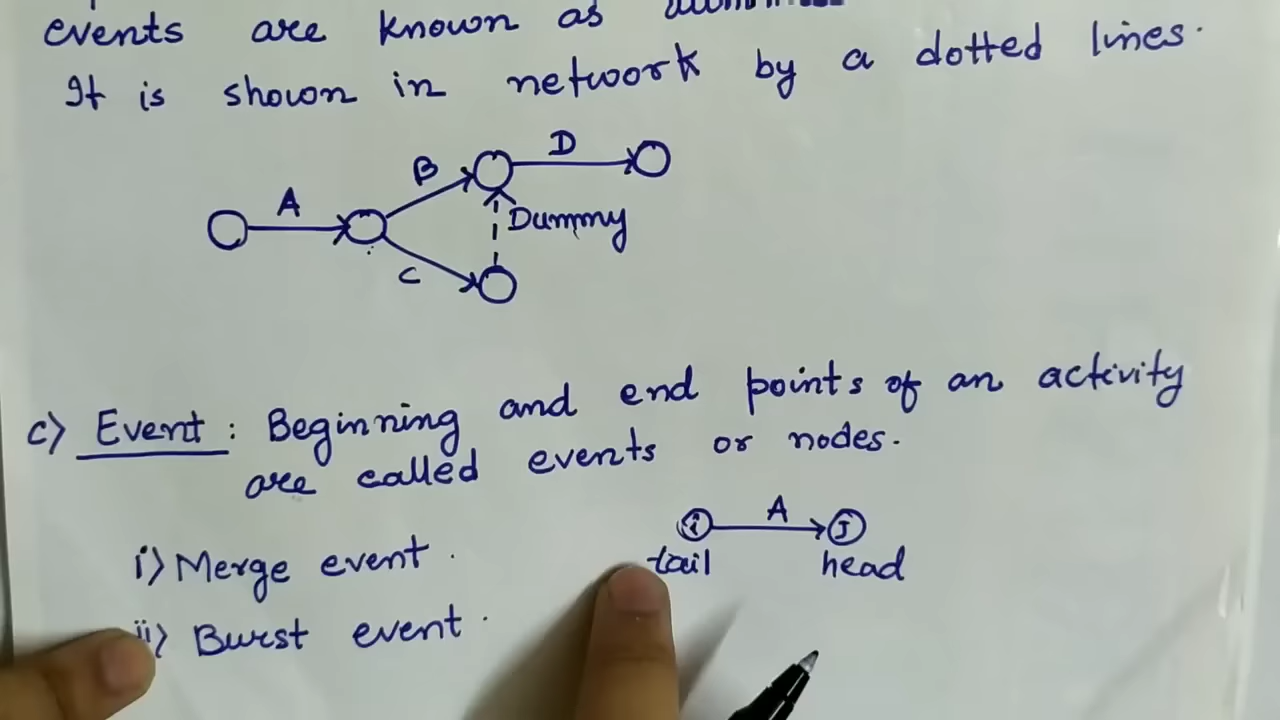 events are known as
It is shown in network by a dotted lines.
A
B
D
Dummy
C
c) Event : Beginning and end points of an activity
are called events or nodes.
A
i
J
tail
head
i) Merge event.
ii) Burst event.